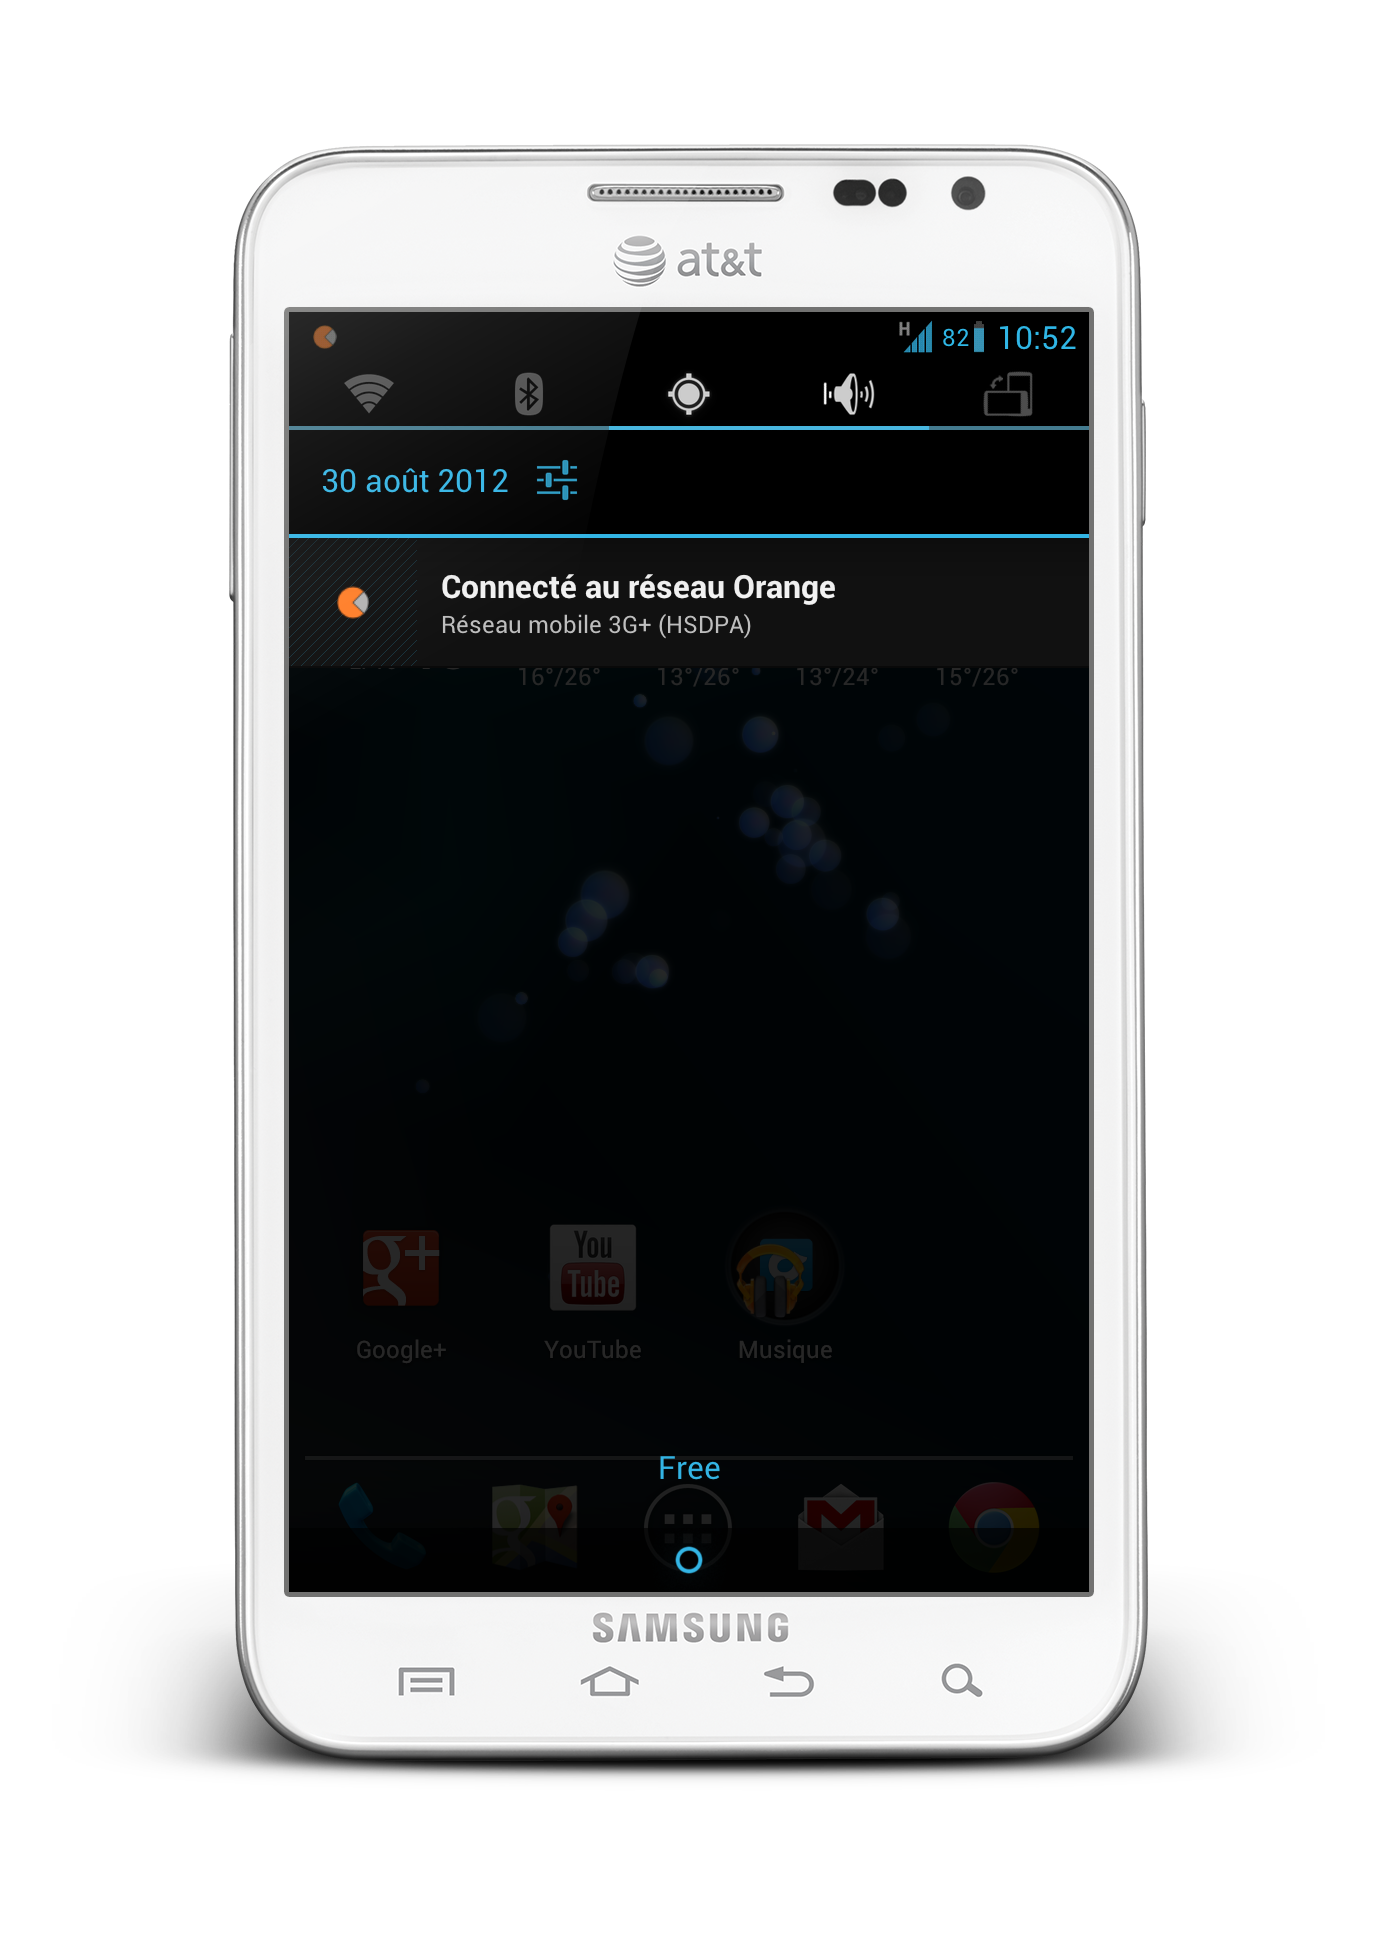 at&t
H 82 10:52
30 août 2012
Connecté au réseau Orange
Réseau mobile 3G+ (HSDPA)
16°/26° 13°/26° 13°/24° 15°/26°
g+ You Tube
Google+ YouTube Musique
Free
SAMSUNG